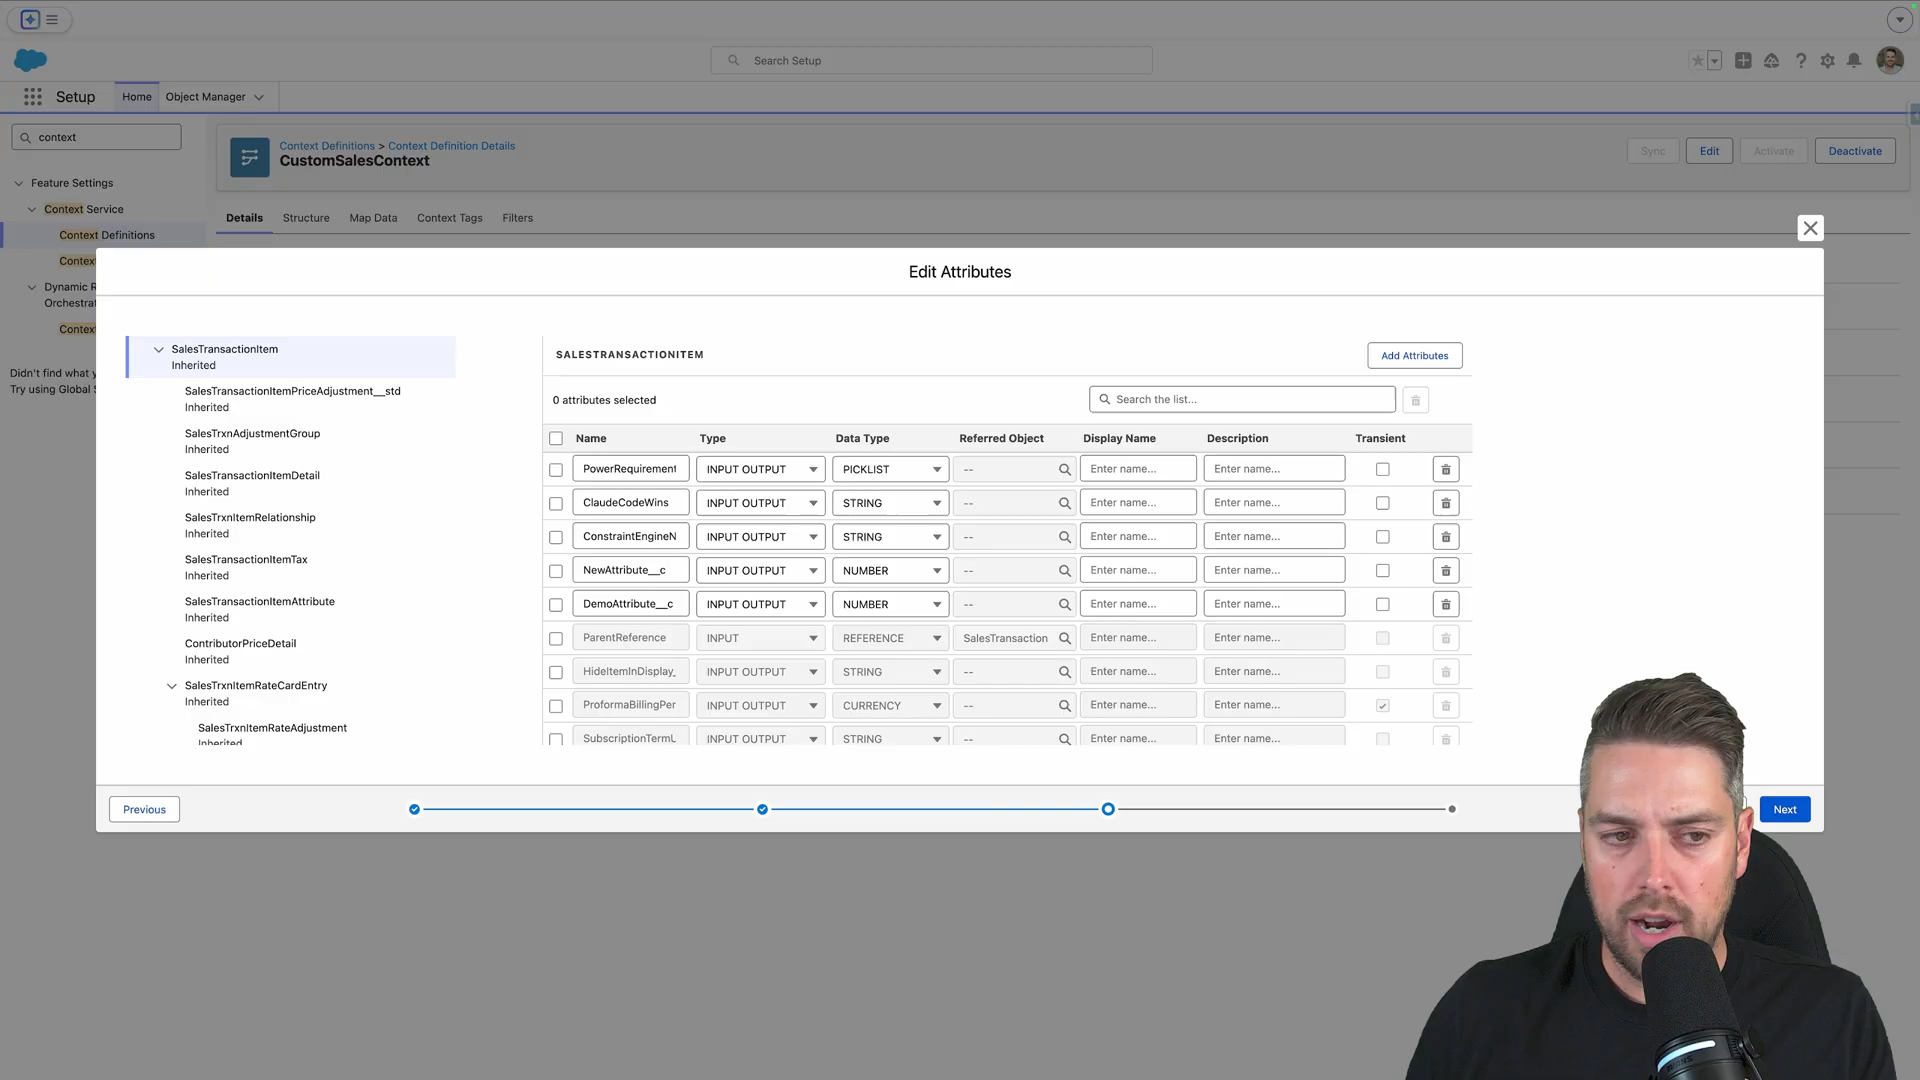 Search Setup
Setup
Home
Object Manager
context
Feature Settings
Context Service
Context Definitions
Context
Dynamic R
Orchestrat
Context
Didn't find what y
Try using Global S
Context Definitions > Context Definition Details
CustomSalesContext
Sync
Edit
Activate
Deactivate
Details
Structure
Map Data
Context Tags
Filters
Edit Attributes
SalesTransactionItem
Inherited
SalesTransactionItemPriceAdjustment__std
Inherited
SalesTrxnAdjustmentGroup
Inherited
SalesTransactionItemDetail
Inherited
SalesTrxnItemRelationship
Inherited
SalesTransactionItemTax
Inherited
SalesTransactionItemAttribute
Inherited
ContributorPriceDetail
Inherited
SalesTrxnItemRateCardEntry
Inherited
SalesTrxnItemRateAdjustment
Inherited
SALESTRANSACTIONITEM
Add Attributes
0 attributes selected
Search the list...
Name Type Data Type Referred Object Display Name Description Transient
PowerRequirement INPUT OUTPUT PICKLIST -- Enter name... Enter name...
ClaudeCodeWins INPUT OUTPUT STRING -- Enter name... Enter name...
ConstraintEngineN INPUT OUTPUT STRING -- Enter name... Enter name...
NewAttribute__c INPUT OUTPUT NUMBER -- Enter name... Enter name...
DemoAttribute__c INPUT OUTPUT NUMBER -- Enter name... Enter name...
ParentReference INPUT REFERENCE SalesTransaction Enter name... Enter name...
HideItemInDisplay_ INPUT OUTPUT STRING -- Enter name... Enter name...
ProformaBillingPer INPUT OUTPUT CURRENCY -- Enter name... Enter name...
SubscriptionTermU INPUT OUTPUT STRING -- Enter name... Enter name...
Previous
Next